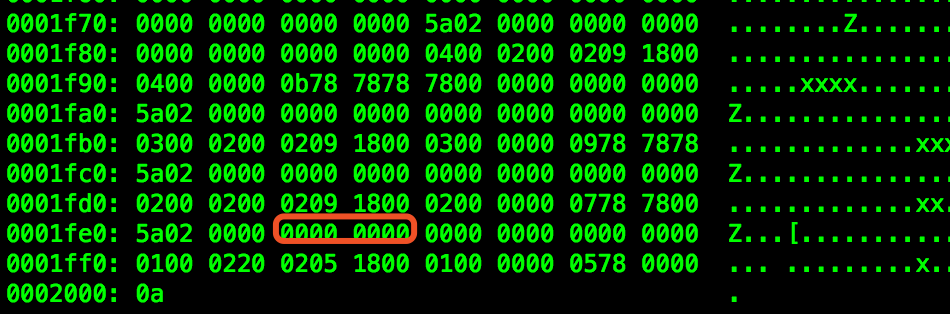 0001f70: 0000 0000 0000 0000 5a02 0000 0000 0000  ........Z.......
0001f80: 0000 0000 0000 0000 0400 0200 0209 1800  ................
0001f90: 0400 0000 0b78 7878 7800 0000 0000 0000  .....xxxx.......
0001fa0: 5a02 0000 0000 0000 0000 0000 0000 0000  Z...............
0001fb0: 0300 0200 0209 1800 0300 0000 0978 7878  .............xxx
0001fc0: 5a02 0000 0000 0000 0000 0000 0000 0000  Z...............
0001fd0: 0200 0200 0209 1800 0200 0000 0778 7800  .............xx.
0001fe0: 5a02 0000 0000 0000 0000 0000 0000 0000  Z...[...........
0001ff0: 0100 0220 0205 1800 0100 0000 0578 0000  ... .........x..
0002000: 0a  .